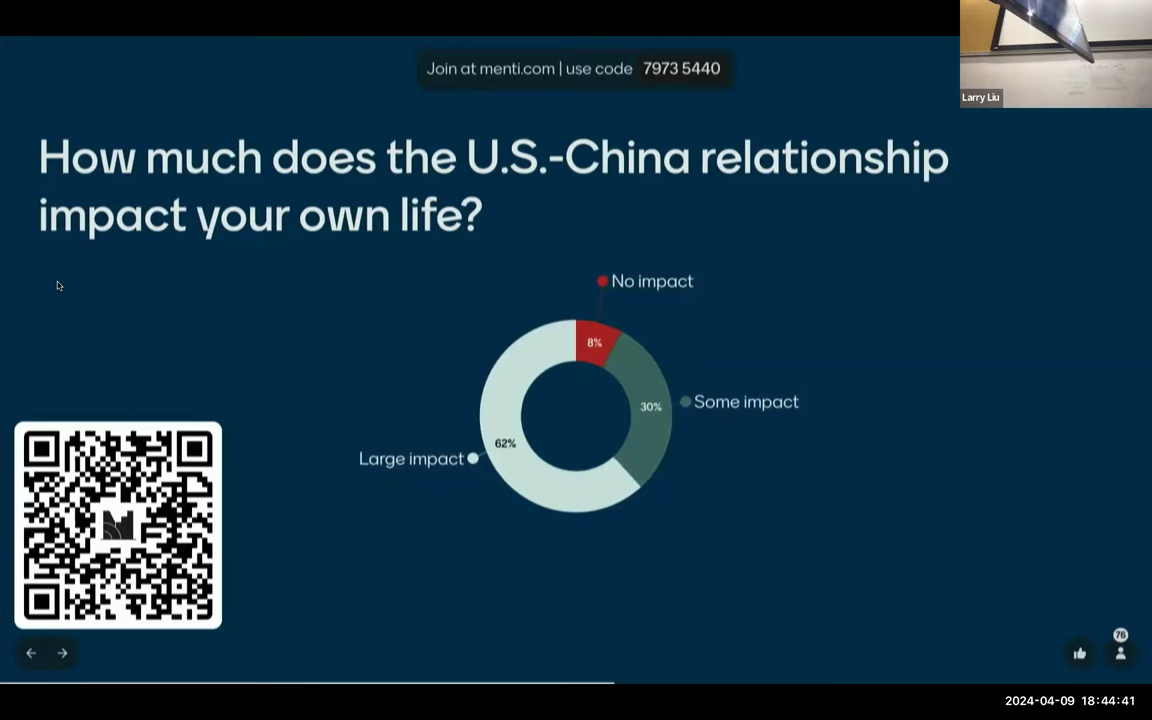 Join at menti.com | use code 7973 5440
Larry Liu
How much does the U.S.-China relationship
impact your own life?
No impact
8%
30%
Some impact
62%
Large impact
76
2024-04-09 18:44:41